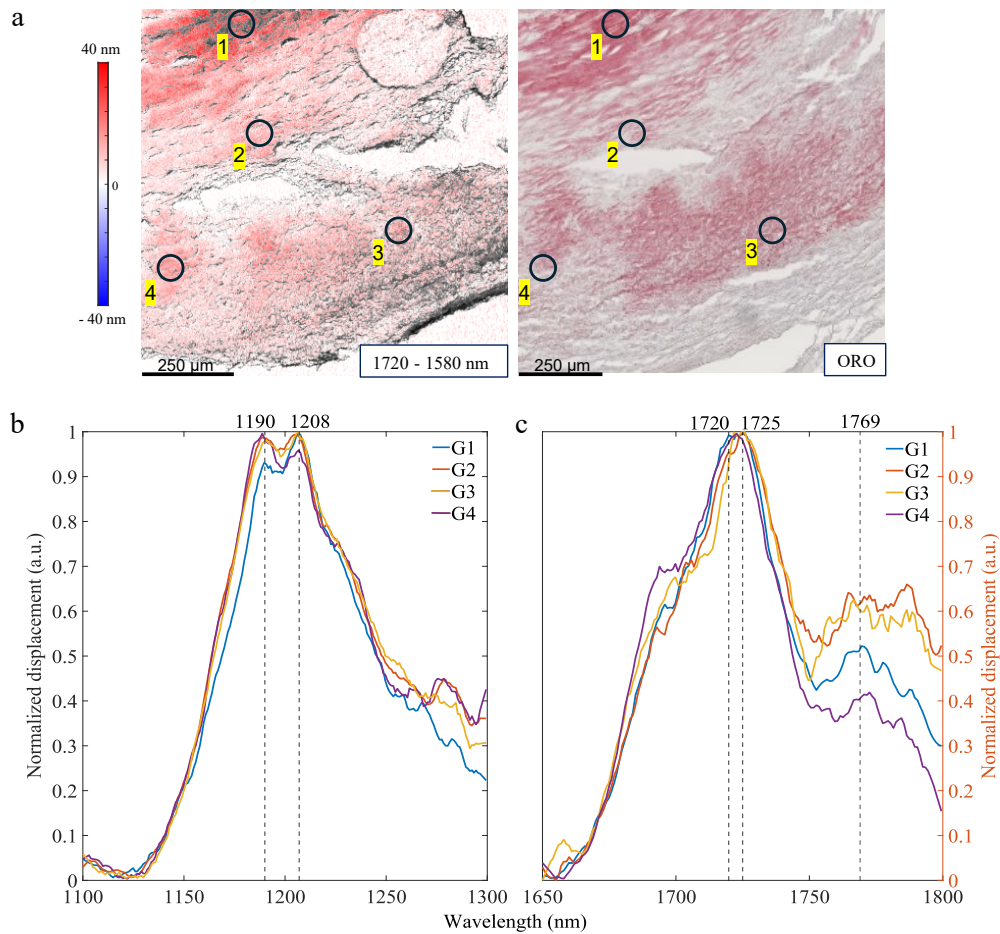 a
40 nm
0
- 40 nm
1
2
3
4
250 µm
1720 - 1580 nm
1
2
3
4
250 µm
ORO
b
1190 1208
Normalized displacement (a.u.)
1
0.9
0.8
0.7
0.6
0.5
0.4
0.3
0.2
0.1
0
1100 1150 1200 1250 1300
G1
G2
G3
G4
c
1720 1725 1769
G1
G2
G3
G4
1
0.9
0.8
0.7
0.6
0.5
0.4
0.3
0.2
0.1
0
Normalized displacement (a.u.)
1650 1700 1750 1800
Wavelength (nm)